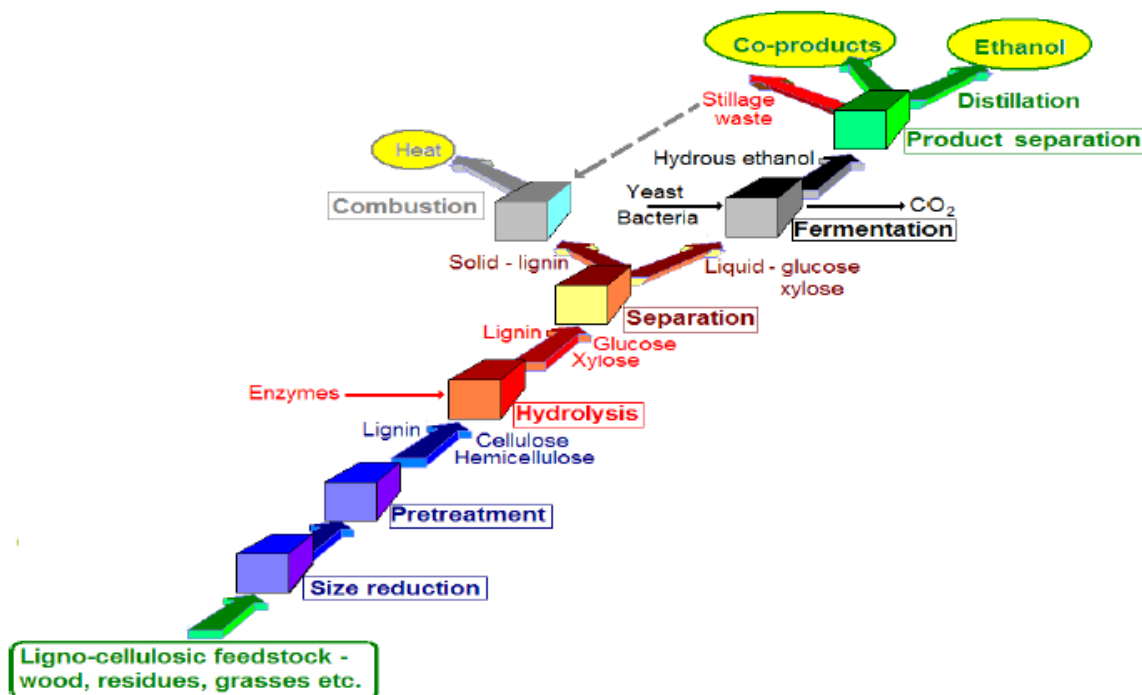 Co-products
Ethanol
Stillage
waste
Distillation
Product separation
Heat
Hydrous ethanol
Combustion
Yeast
Bacteria
CO₂
Fermentation
Solid - lignin
Liquid - glucose
xylose
Separation
Lignin
Glucose
Xylose
Enzymes
Hydrolysis
Lignin
Cellulose
Hemicellulose
Pretreatment
Size reduction
Ligno-cellulosic feedstock -
wood, residues, grasses etc.